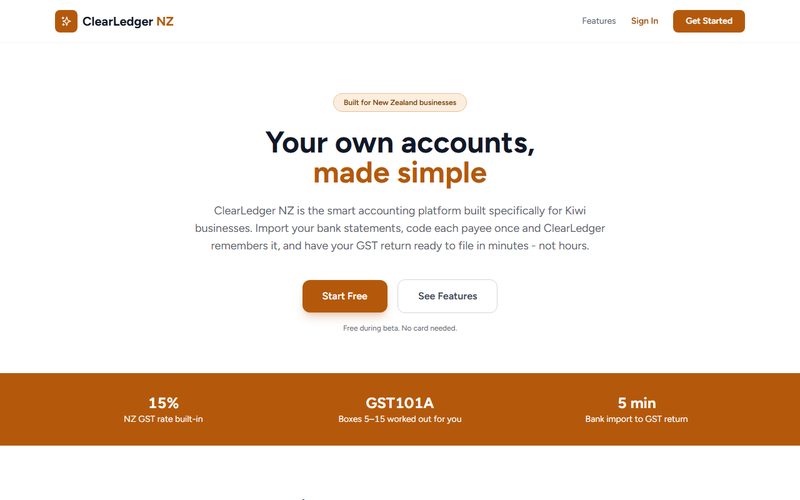 ClearLedger NZ
Features
Sign In
Get Started
Built for New Zealand businesses
Your own accounts,
made simple
ClearLedger NZ is the smart accounting platform built specifically for Kiwi
businesses. Import your bank statements, code each payee once and ClearLedger
remembers it, and have your GST return ready to file in minutes - not hours.
Start Free
See Features
Free during beta. No card needed.
15%
NZ GST rate built-in
GST101A
Boxes 5–15 worked out for you
5 min
Bank import to GST return